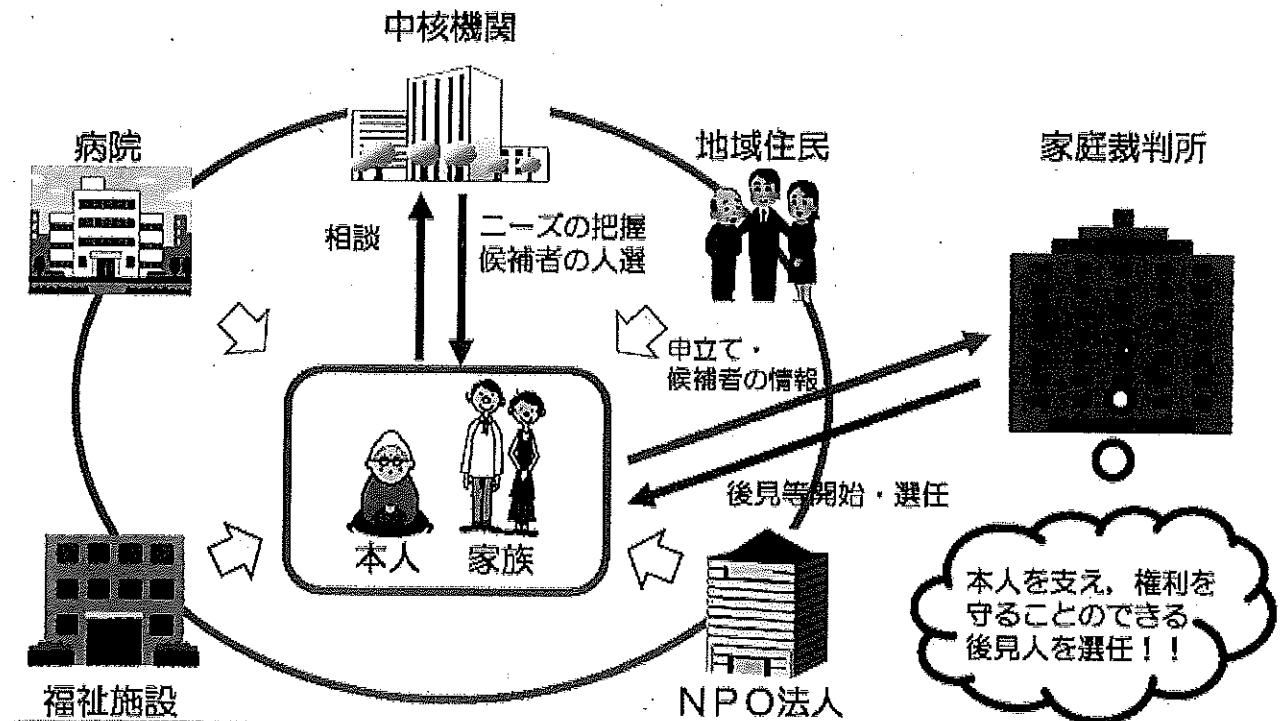 中核機関
病院
地域住民
家庭裁判所
相談
ニーズの把握
候補者の人選
申立て・
候補者の情報
後見等開始・選任
本人
家族
本人を支え，権利を
守ることのできる
後見人を選任！！
福祉施設
ＮＰＯ法人